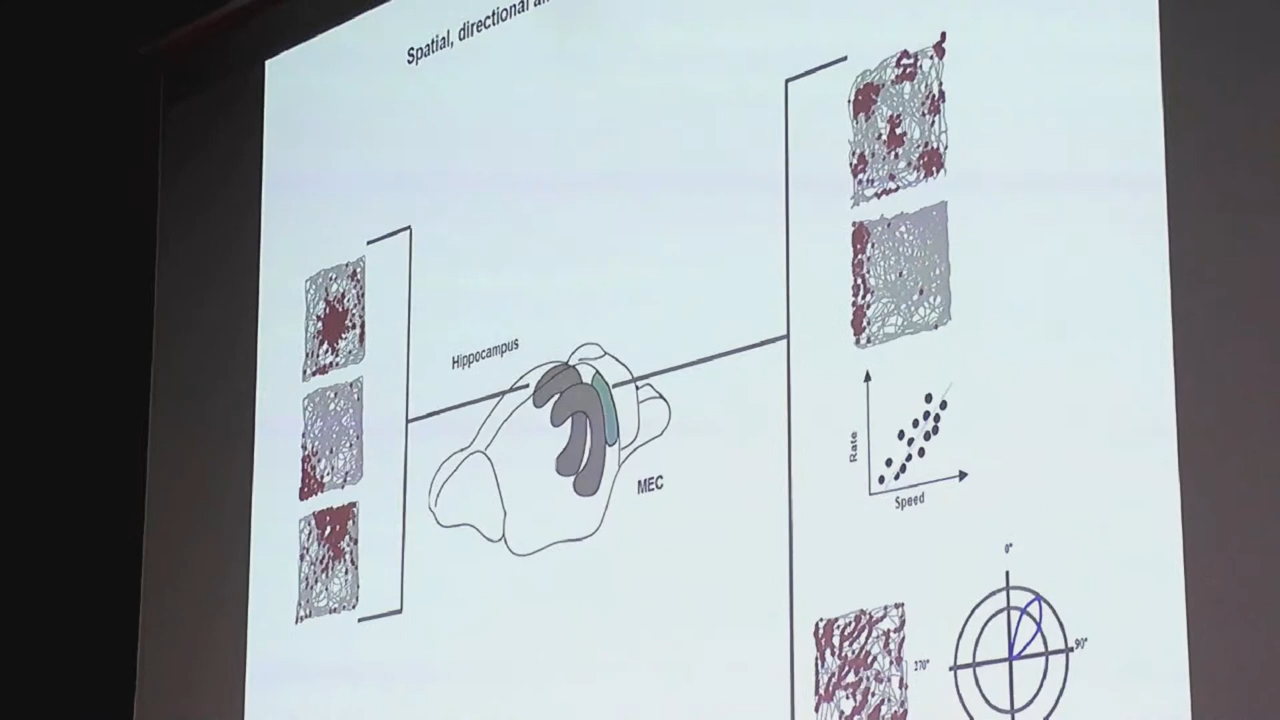 Spatial, directional
Hippocampus
MEC
Rate
Speed
0°
90°
270°